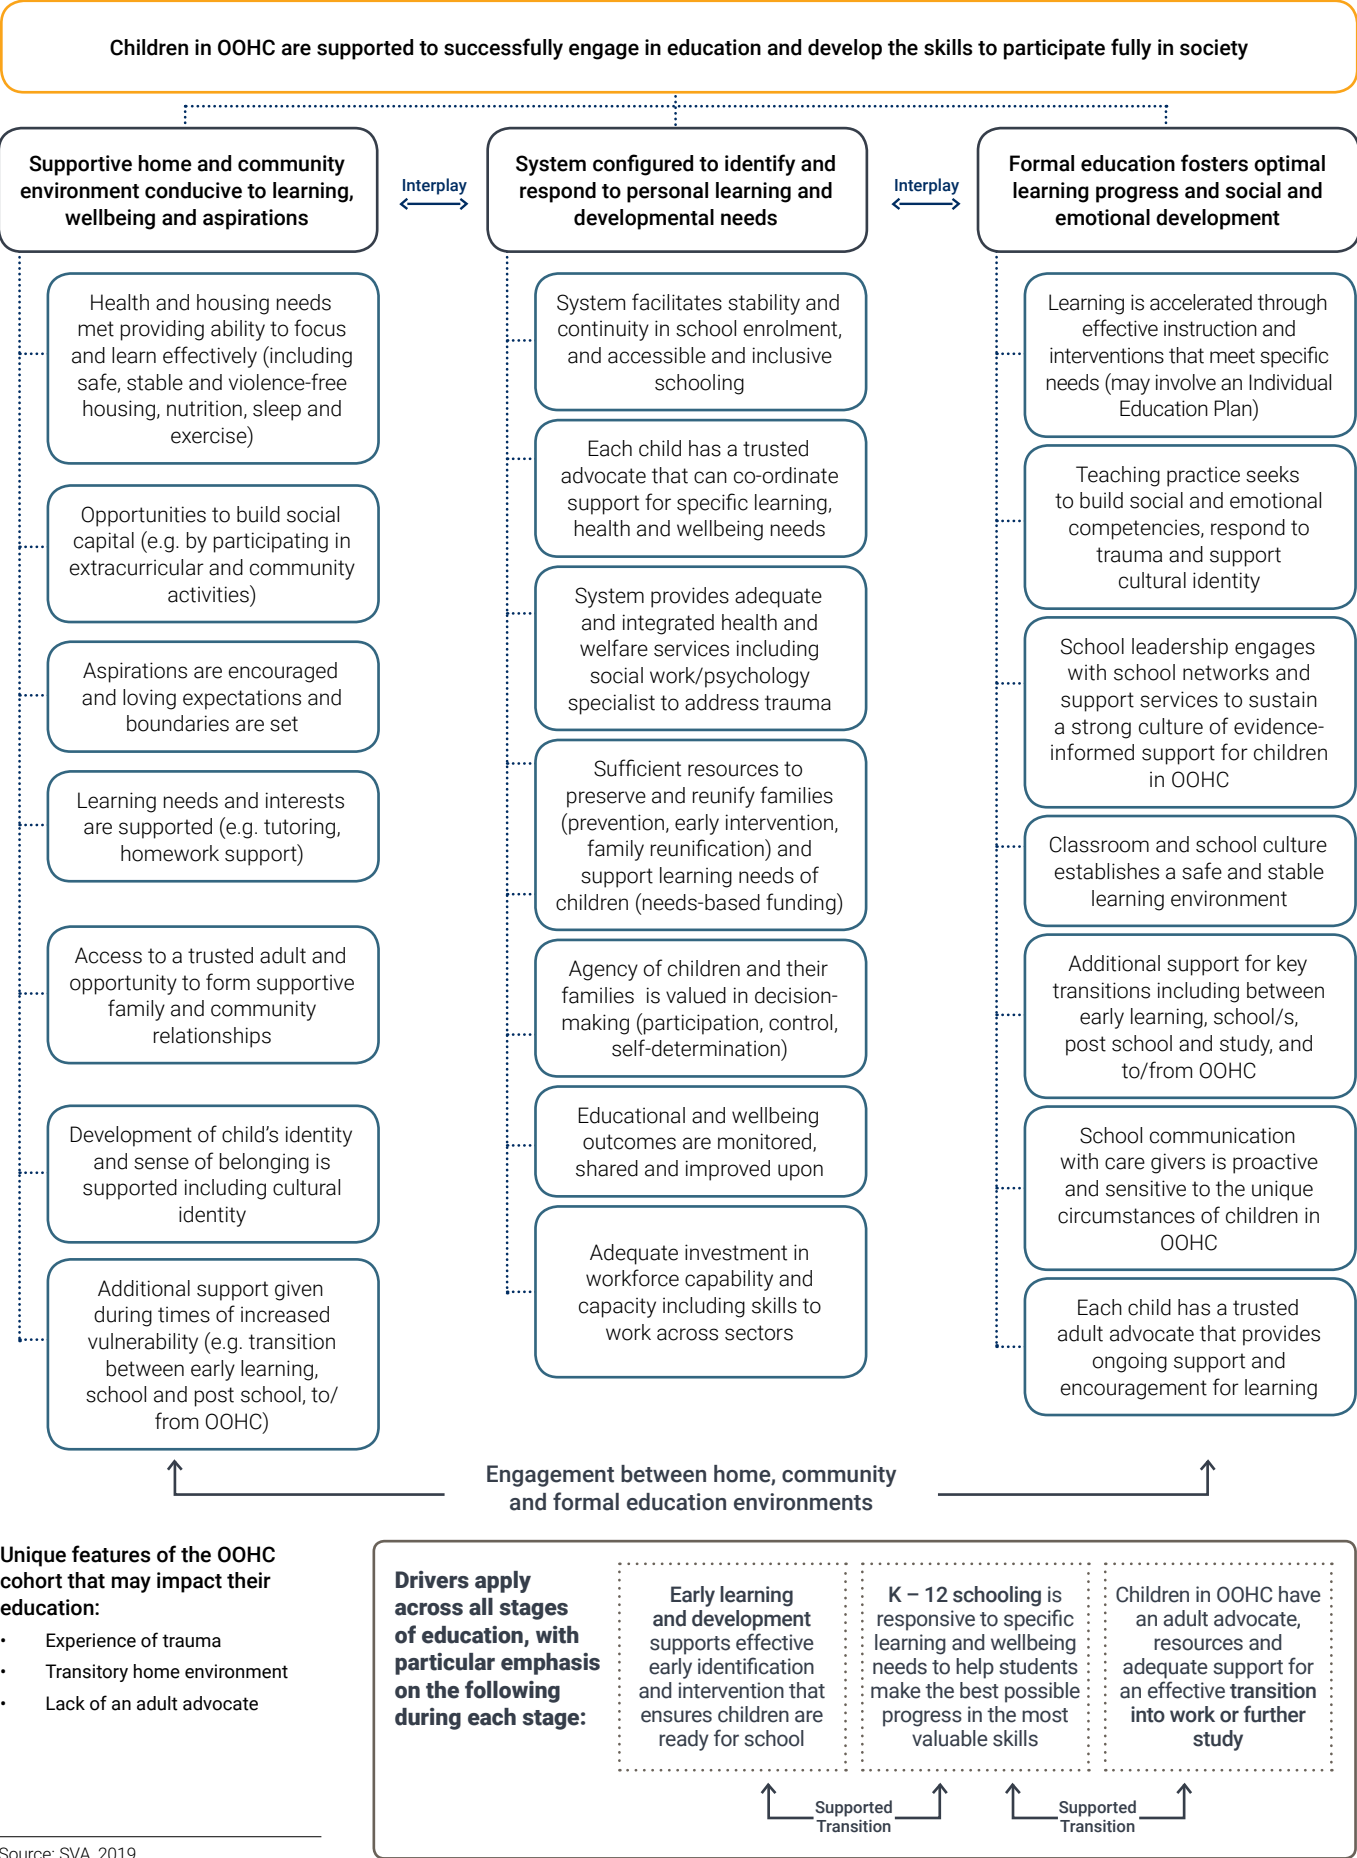 Children in OOHC are supported to successfully engage in education and develop the skills to participate fully in society
Supportive home and community
environment conducive to learning,
wellbeing and aspirations
Interplay
System configured to identify and
respond to personal learning and
developmental needs
Interplay
Formal education fosters optimal
learning progress and social and
emotional development
Health and housing needs
met providing ability to focus
and learn effectively (including
safe, stable and violence-free
housing, nutrition, sleep and
exercise)
Opportunities to build social
capital (e.g. by participating in
extracurricular and community
activities)
Aspirations are encouraged
and loving expectations and
boundaries are set
Learning needs and interests
are supported (e.g. tutoring,
homework support)
Access to a trusted adult and
opportunity to form supportive
family and community
relationships
Development of child's identity
and sense of belonging is
supported including cultural
identity
Additional support given
during times of increased
vulnerability (e.g. transition
between early learning,
school and post school, to/
from OOHC)
System facilitates stability and
continuity in school enrolment,
and accessible and inclusive
schooling
Each child has a trusted
advocate that can co-ordinate
support for specific learning,
health and wellbeing needs
System provides adequate
and integrated health and
welfare services including
social work/psychology
specialist to address trauma
Sufficient resources to
preserve and reunify families
(prevention, early intervention,
family reunification) and
support learning needs of
children (needs-based funding)
Agency of children and their
families  is valued in decision-
making (participation, control,
self-determination)
Educational and wellbeing
outcomes are monitored,
shared and improved upon
Adequate investment in
workforce capability and
capacity including skills to
work across sectors
Learning is accelerated through
effective instruction and
interventions that meet specific
needs (may involve an Individual
Education Plan)
Teaching practice seeks
to build social and emotional
competencies, respond to
trauma and support
cultural identity
School leadership engages
with school networks and
support services to sustain
a strong culture of evidence-
informed support for children
in OOHC
Classroom and school culture
establishes a safe and stable
learning environment
Additional support for key
transitions including between
early learning, school/s,
post school and study, and
to/from OOHC
School communication
with care givers is proactive
and sensitive to the unique
circumstances of children in
OOHC
Each child has a trusted
adult advocate that provides
ongoing support and
encouragement for learning
Engagement between home, community
and formal education environments
Unique features of the OOHC
cohort that may impact their
education:
• Experience of trauma
• Transitory home environment
• Lack of an adult advocate
Drivers apply
across all stages
of education, with
particular emphasis
on the following
during each stage:
Early learning
and development
supports effective
early identification
and intervention that
ensures children are
ready for school
K – 12 schooling is
responsive to specific
learning and wellbeing
needs to help students
make the best possible
progress in the most
valuable skills
Children in OOHC have
an adult advocate,
resources and
adequate support for
an effective transition
into work or further
study
Supported
Transition
Supported
Transition
Source: SVA, 2019